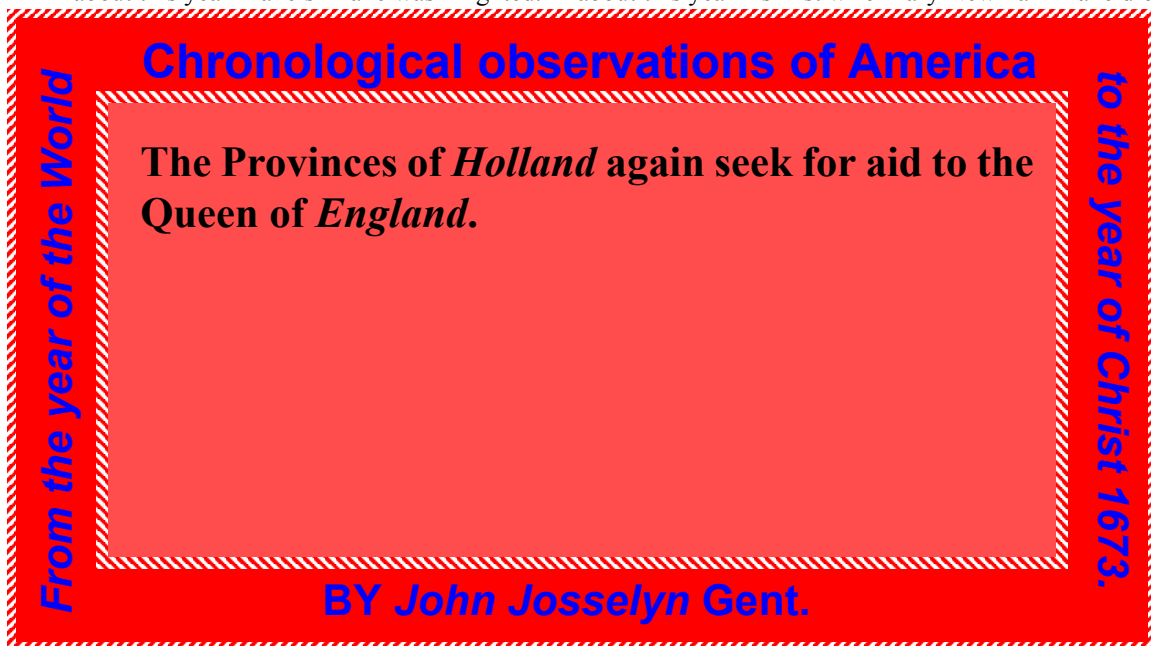 Chronological observations of America
From the year of the World
The Provinces of Holland again seek for aid to the
Queen of England.
to the year of Christ 1673.
BY John Josselyn Gent.